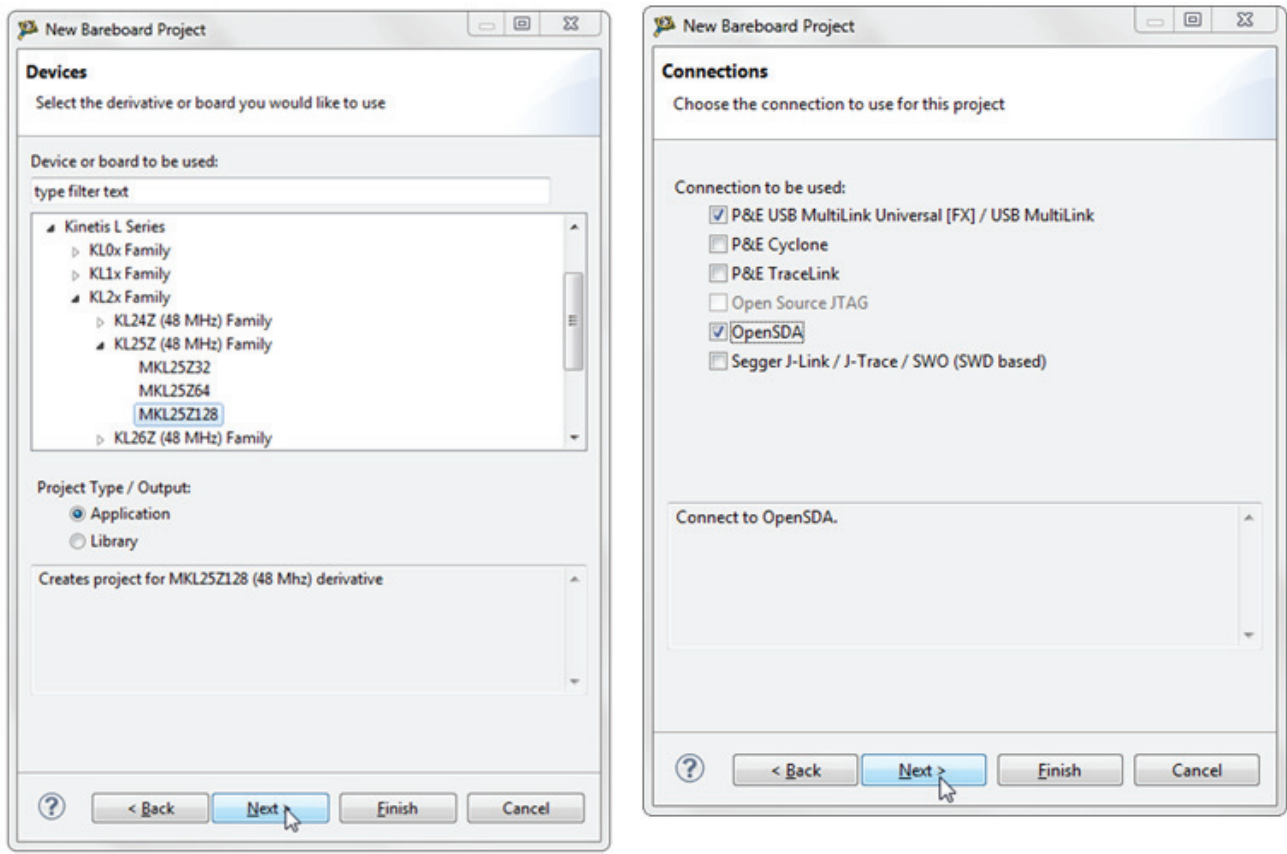 New Bareboard Project
Devices
Select the derivative or board you would like to use
Device or board to be used:
type filter text
Kinetis L Series
KL0x Family
KL1x Family
KL2x Family
KL24Z (48 MHz) Family
KL25Z (48 MHz) Family
MKL25Z32
MKL25Z64
MKL25Z128
KL26Z (48 MHz) Family
Project Type / Output:
Application
Library
Creates project for MKL25Z128 (48 Mhz) derivative
? < Back Next > Finish Cancel
New Bareboard Project
Connections
Choose the connection to use for this project
Connection to be used:
P&E USB MultiLink Universal [FX] / USB MultiLink
P&E Cyclone
P&E TraceLink
Open Source JTAG
OpenSDA
Segger J-Link / J-Trace / SWO (SWD based)
Connect to OpenSDA.
? < Back Next > Finish Cancel